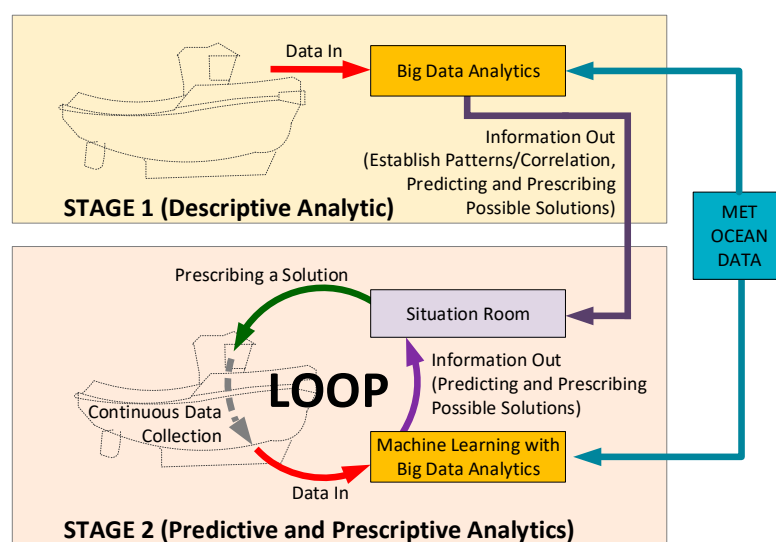 Data In
Big Data Analytics
Information Out
(Establish Patterns/Correlation,
Predicting and Prescribing
Possible Solutions)
STAGE 1 (Descriptive Analytic)
MET
OCEAN
DATA
Prescribing a Solution
Situation Room
Information Out
(Predicting and Prescribing
Possible Solutions)
LOOP
Continuous Data
Collection
Machine Learning with
Big Data Analytics
Data In
STAGE 2 (Predictive and Prescriptive Analytics)